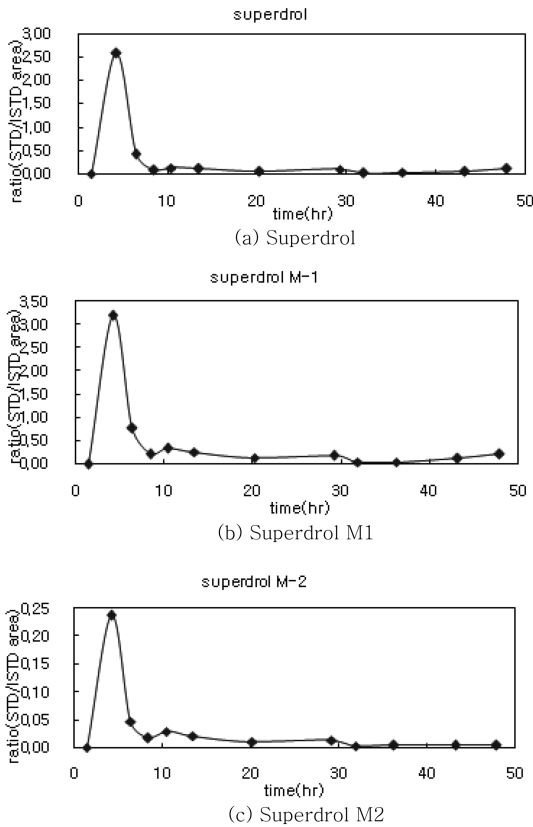 superdrol
ratio(STD/ISTD area)
3,00
2,50
2,00
1,50
1,00
0,50
0,00
0 10 20 30 40 50
time(hr)
(a) Superdrol
superdrol M-1
ratio(STD/ISTD area)
3,50
3,00
2,50
2,00
1,50
1,00
0,50
0,00
0 10 20 30 40 50
time(hr)
(b) Superdrol M1
superdrol M-2
ratio(STD/ISTD area)
0,25
0,20
0,15
0,10
0,05
0,00
0 10 20 30 40 50
time(hr)
(c) Superdrol M2